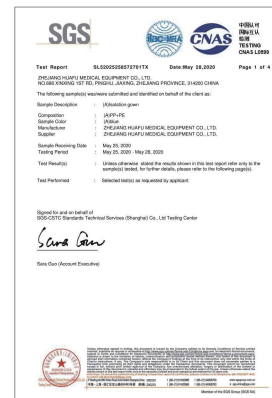 SGS
ilac-MRA
CNAS
中国认可
国际互认
检测
TESTING
CNAS L0599
Test Report SL52025258572701TX Date:May 28,2020 Page 1 of 4
ZHEJIANG HUAFU MEDICAL EQUIPMENT CO., LTD.
NO.888 XINXING 1ST RD, PINGHU, JIAXING, ZHEJIANG PROVINCE, 314200 CHINA
The following sample(s) was/were submitted and identified on behalf of the client as:
Sample Description : (A)Isolation gown
Composition : (A)PP+PE
Sample Color : (A)blue
Manufacturer : ZHEJIANG HUAFU MEDICAL EQUIPMENT CO., LTD.
Supplier : ZHEJIANG HUAFU MEDICAL EQUIPMENT CO., LTD.
Sample Receiving Date : May 25, 2020
Testing Period : May 25, 2020 - May 28, 2020
Test Result(s) : Unless otherwise stated the results shown in this test report refer only to the
sample(s) tested, for further details, please refer to the following page(s).
Test Performed : Selected test(s) as requested by applicant
Signed for and on behalf of
SGS-CSTC Standards Technical Services (Shanghai) Co., Ltd Testing Center
Sara Guo
Sara Guo (Account Executive)
Member of the SGS Group (SGS SA)